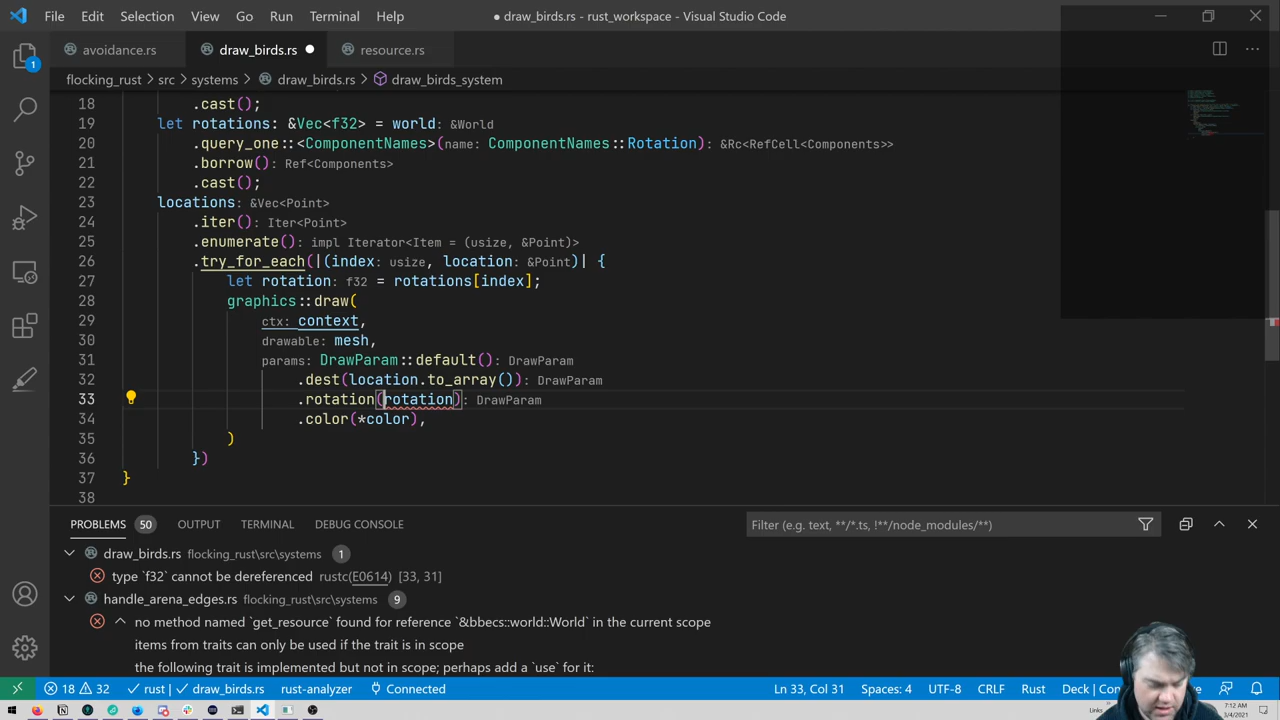 File Edit Selection View Go Run Terminal Help
● draw_birds.rs - rust_workspace - Visual Studio Code
avoidance.rs draw_birds.rs ● resource.rs
flocking_rust > src > systems > draw_birds.rs > draw_birds_system
18 .cast();
19 let rotations: &Vec<f32> = world: &World
20 .query_one::<ComponentNames>(name: ComponentNames::Rotation): &Rc<RefCell<Components>>
21 .borrow(): Ref<Components>
22 .cast();
23 locations: &Vec<Point>
24 .iter(): Iter<Point>
25 .enumerate(): impl Iterator<Item = (usize, &Point)>
26 .try_for_each(|(index: usize, location: &Point)| {
27 let rotation: f32 = rotations[index];
28 graphics::draw(
29 ctx: context,
30 drawable: mesh,
31 params: DrawParam::default(): DrawParam
32 .dest(location.to_array()): DrawParam
33 .rotation(rotation): DrawParam
34 .color(*color),
35 )
36 })
37 }
38
PROBLEMS 50 OUTPUT TERMINAL DEBUG CONSOLE
Filter (e.g. text, **/*.ts, !**/node_modules/**)
draw_birds.rs flocking_rust\src\systems 1
type `f32` cannot be dereferenced rustc(E0614) [33, 31]
handle_arena_edges.rs flocking_rust\src\systems 9
no method named `get_resource` found for reference `&bbecs::world::World` in the current scope
items from traits can only be used if the trait is in scope
the following trait is implemented but not in scope; perhaps add a `use` for it:
18 32 rust | draw_birds.rs rust-analyzer Connected
Ln 33, Col 31 Spaces: 4 UTF-8 CRLF Rust Deck | Con
Links
7:12 AM
3/4/2021
1